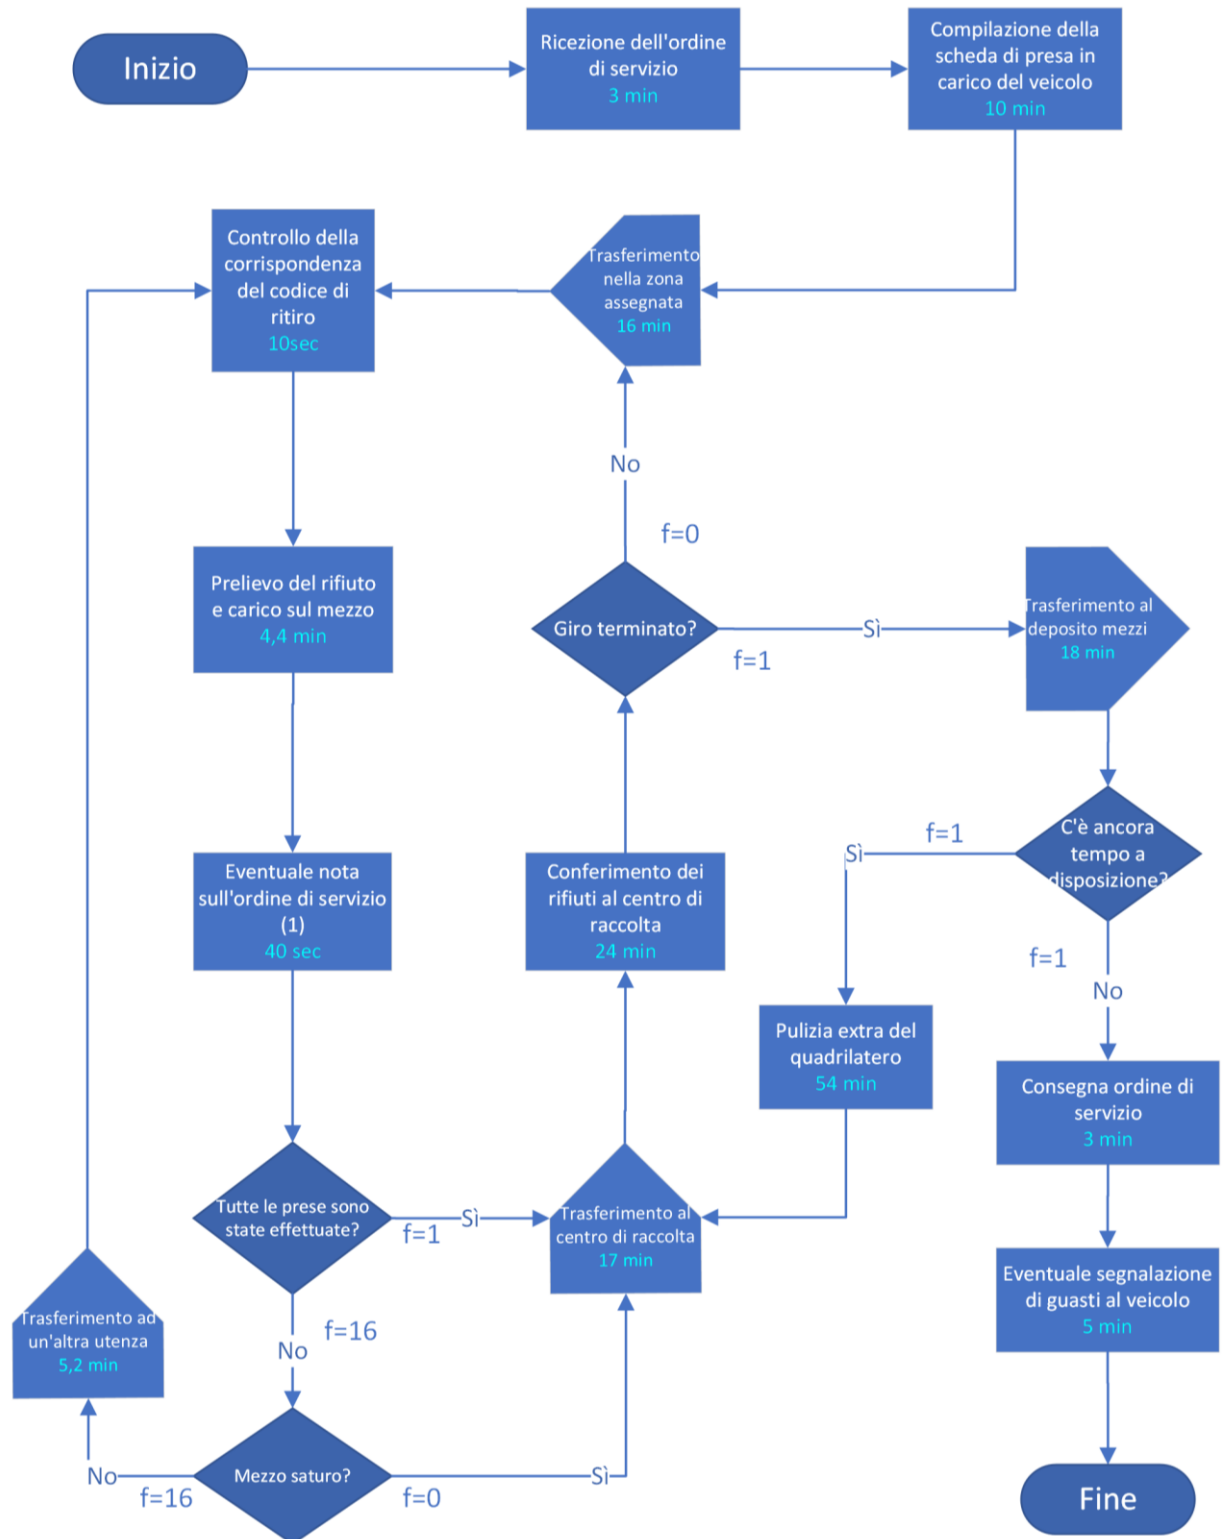 Inizio
Ricezione dell'ordine
di servizio
3 min
Compilazione della
scheda di presa in
carico del veicolo
10 min
Controllo della
corrispondenza
del codice di
ritiro
10sec
Trasferimento
nella zona
assegnata
16 min
No
f=0
Prelievo del rifiuto
e carico sul mezzo
4,4 min
Giro terminato?
Sì
f=1
Trasferimento al
deposito mezzi
18 min
Eventuale nota
sull'ordine di servizio
(1)
40 sec
Conferimento dei
rifiuti al centro di
raccolta
24 min
Sì
f=1
C'è ancora
tempo a
disposizione?
f=1
No
Pulizia extra del
quadrilatero
54 min
Consegna ordine di
servizio
3 min
Tutte le prese sono
state effettuate?
f=1
Sì
Trasferimento al
centro di raccolta
17 min
Eventuale segnalazione
di guasti al veicolo
5 min
Trasferimento ad
un'altra utenza
5,2 min
f=16
No
No
f=16
Mezzo saturo?
f=0
Sì
Fine